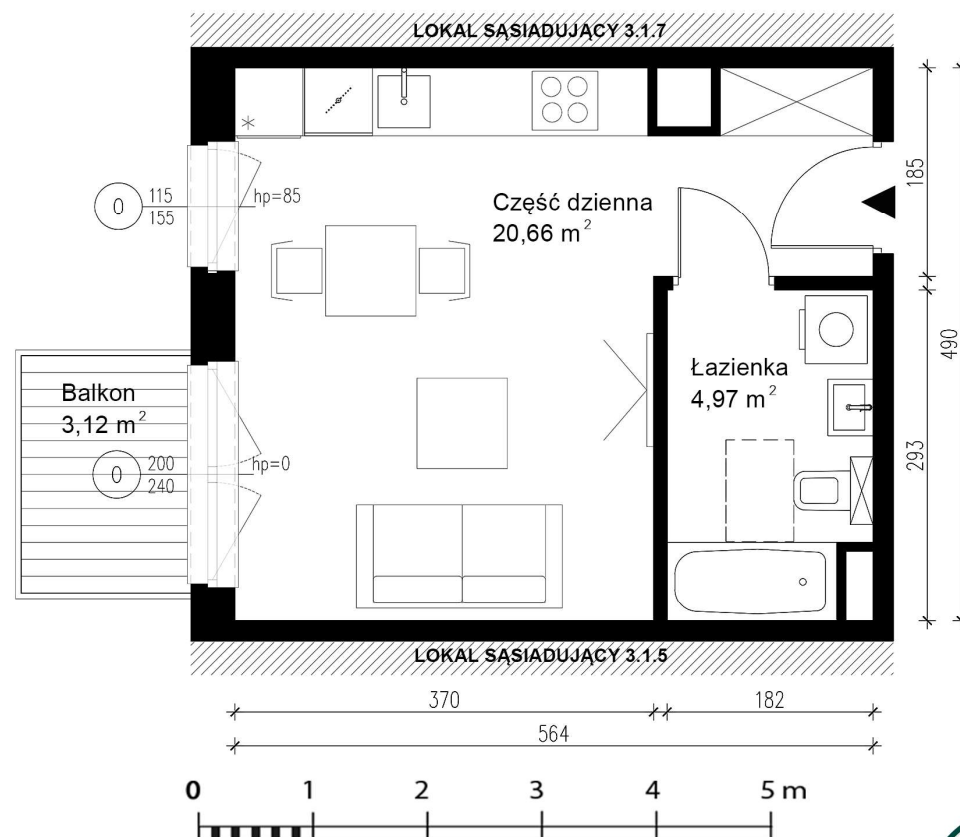 LOKAL SĄSIADUJĄCY 3.1.7
0
115
155
hp=85
Część dzienna
20,66 m²
185
490
Łazienka
4,97 m²
Balkon
3,12 m²
0
200
240
hp=0
293
LOKAL SĄSIADUJĄCY 3.1.5
370
182
564
0 1 2 3 4 5 m